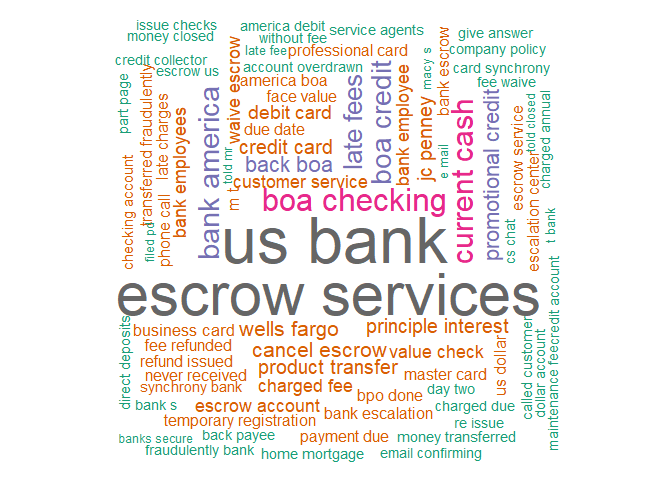 issue checks
money closed
america debit
without fee
service agents
give answer
company policy
late fee
professional card
credit collector
escrow us
account overdrawn
card synchrony
fee waive
america boa
face value
debit card
due date
credit card
back boa
customer service
boa checking
us bank
escrow services
part page
checking account
transferred fraudulently
filed po
late charges
phone call
bank employees
bank america
told mr
waive escrow
m t
late fees
boa credit
bank employee
jc penney
macy s
e mail
bank escrow
current cash
promotional credit
cs chat
escrow service
told closed
escalation center
charged annual
t bank
business card
wells fargo
principle interest
fee refunded
cancel escrow
value check
refund issued
product transfer
never received
master card
synchrony bank
charged fee
bpo done
day two
bank s
escrow account
bank escalation
charged due
temporary registration
re issue
banks secure
back payee
payment due
money transferred
fraudulently bank
home mortgage
email confirming
direct deposits
us dollar
called customer
dollar account
maintenance fee
credit account